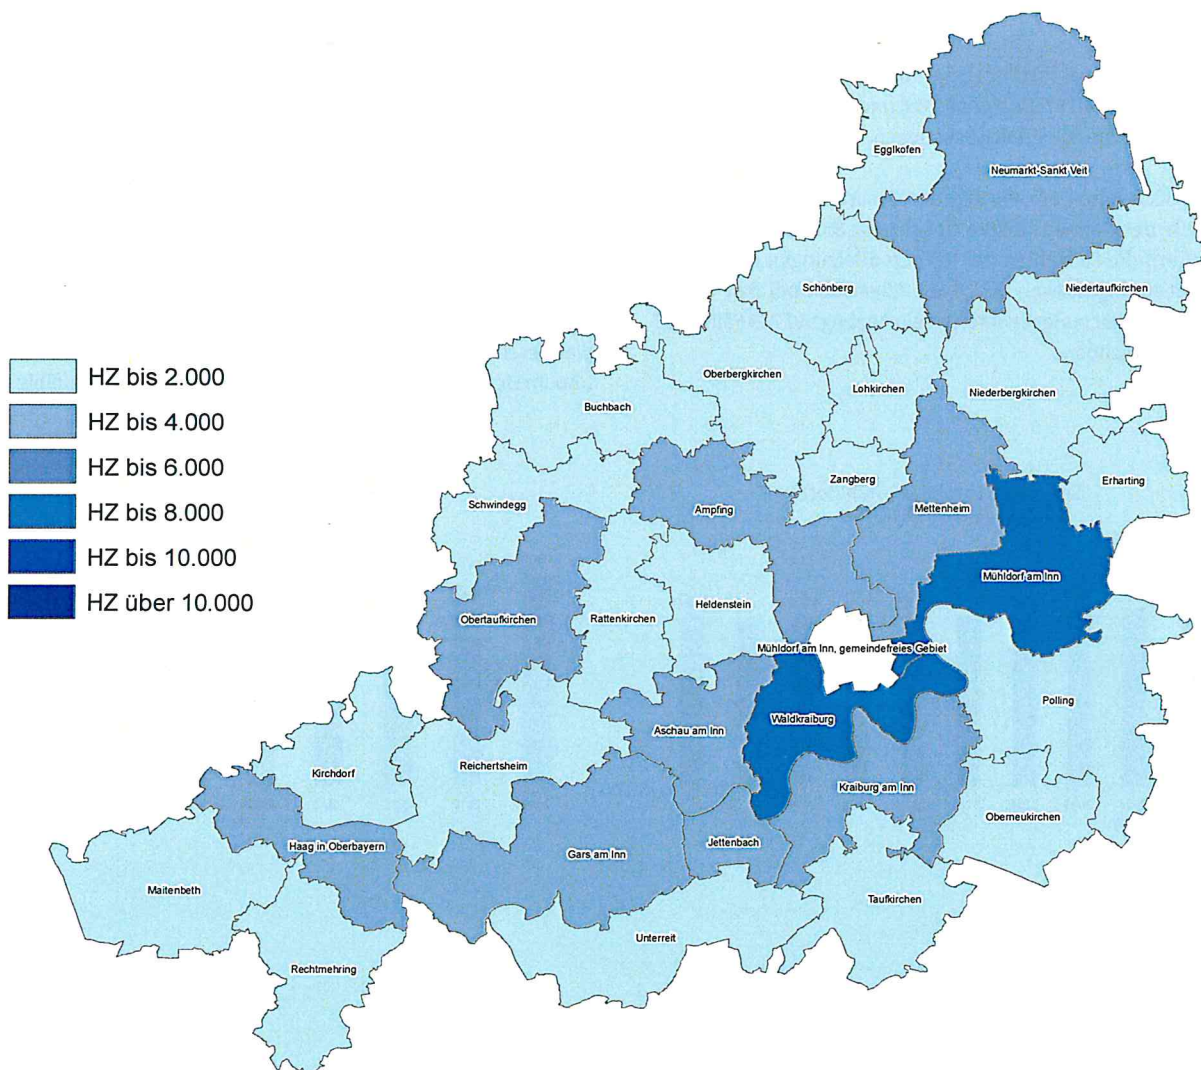 HZ bis 2.000
HZ bis 4.000
HZ bis 6.000
HZ bis 8.000
HZ bis 10.000
HZ über 10.000
Egglkofen
Neumarkt-Sankt Veit
Schönberg
Niedertaufkirchen
Oberbergkirchen
Lohkirchen
Niederbergkirchen
Buchbach
Zangberg
Erharting
Schwindegg
Ampfing
Mettenheim
Mühldorf am Inn
Obertaufkirchen
Rattenkirchen
Heldenstein
Mühldorf am Inn, gemeindefreies Gebiet
Polling
Waldkraiburg
Aschau am Inn
Reichertsheim
Kirchdorf
Kraiburg am Inn
Oberneukirchen
Haag in Oberbayern
Gars am Inn
Jettenbach
Maitenbeth
Taufkirchen
Unterreit
Rechtmehring